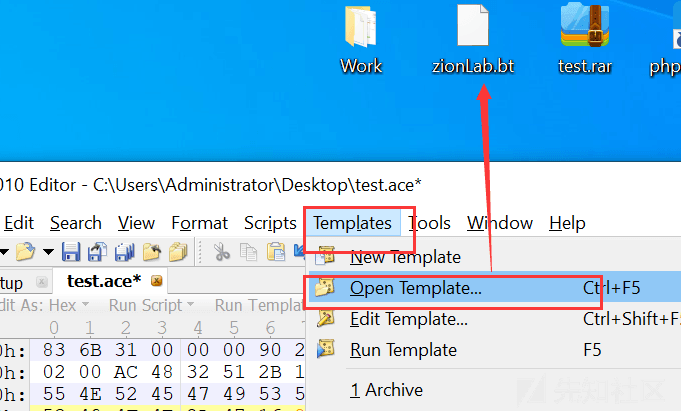 Work
zionLab.bt
test.rar
php
010 Editor - C:\Users\Administrator\Desktop\test.ace*
Edit Search View Format Scripts Templates Tools Window Help
tup
test.ace*
dit As: Hex
Run Script
Run Templat
New Template
Open Template... Ctrl+F5
Edit Template... Ctrl+Shift+F
Run Template F5
1 Archive
0 1 2 3 4 5 6
0h: 83 6B 31 00 00 00 90 2
0h: 02 00 AC 48 32 51 2B 1
0h: 55 4E 52 45 47 49 53 5
先知社区